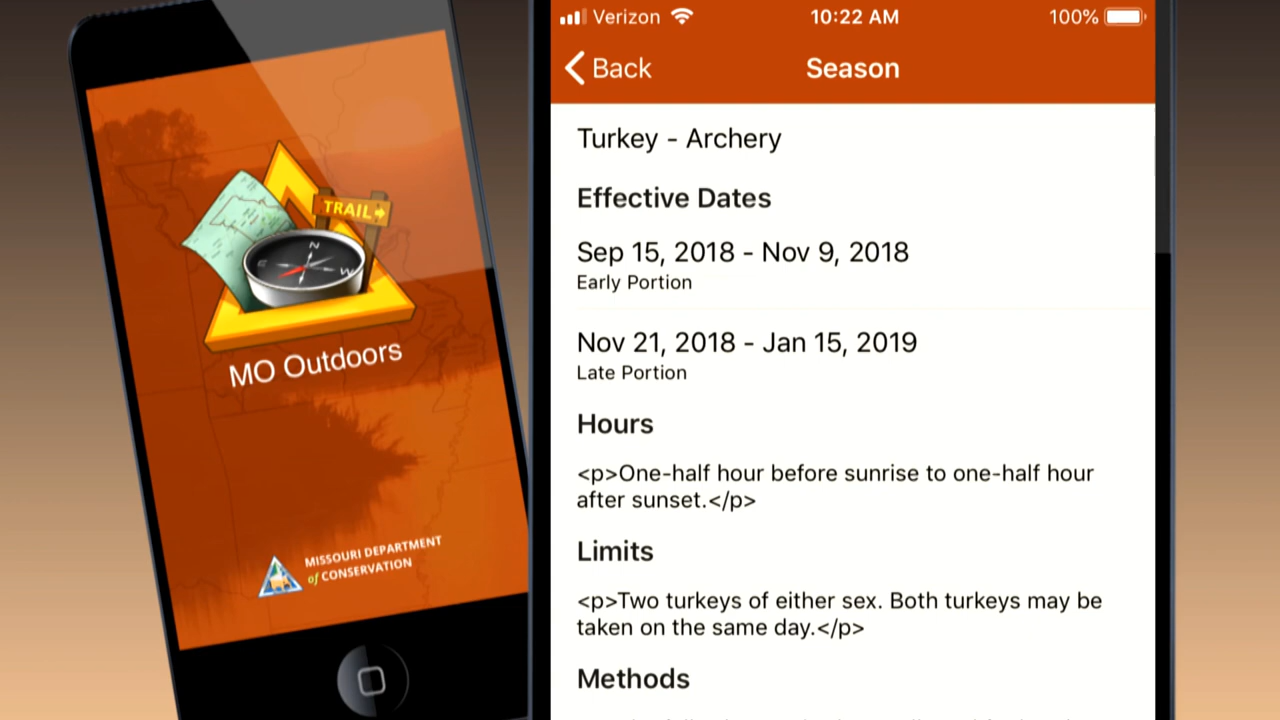 TRAIL
N
W
MO Outdoors
MISSOURI DEPARTMENT
of CONSERVATION
Verizon 10:22 AM 100%
Back Season
Turkey - Archery
Effective Dates
Sep 15, 2018 - Nov 9, 2018
Early Portion
Nov 21, 2018 - Jan 15, 2019
Late Portion
Hours
<p>One-half hour before sunrise to one-half hour
after sunset.</p>
Limits
<p>Two turkeys of either sex. Both turkeys may be
taken on the same day.</p>
Methods